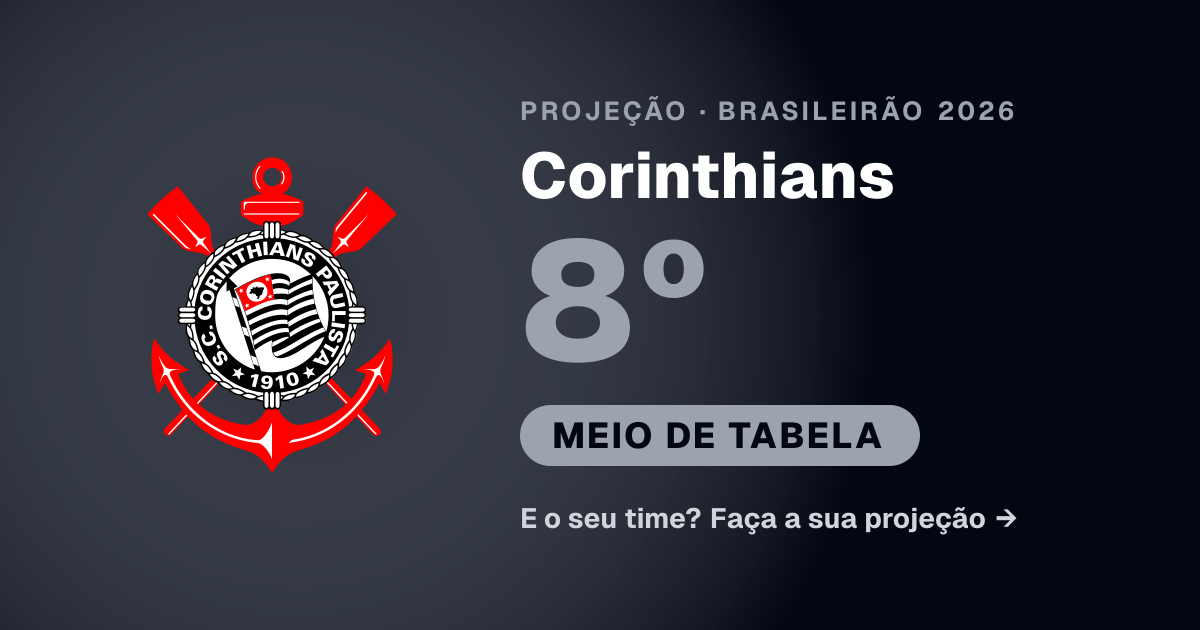 S.C. CORINTHIANS PAULISTA
1910
PROJEÇÃO · BRASILEIRÃO 2026
Corinthians
8º
MEIO DE TABELA
E o seu time? Faça a sua projeção →